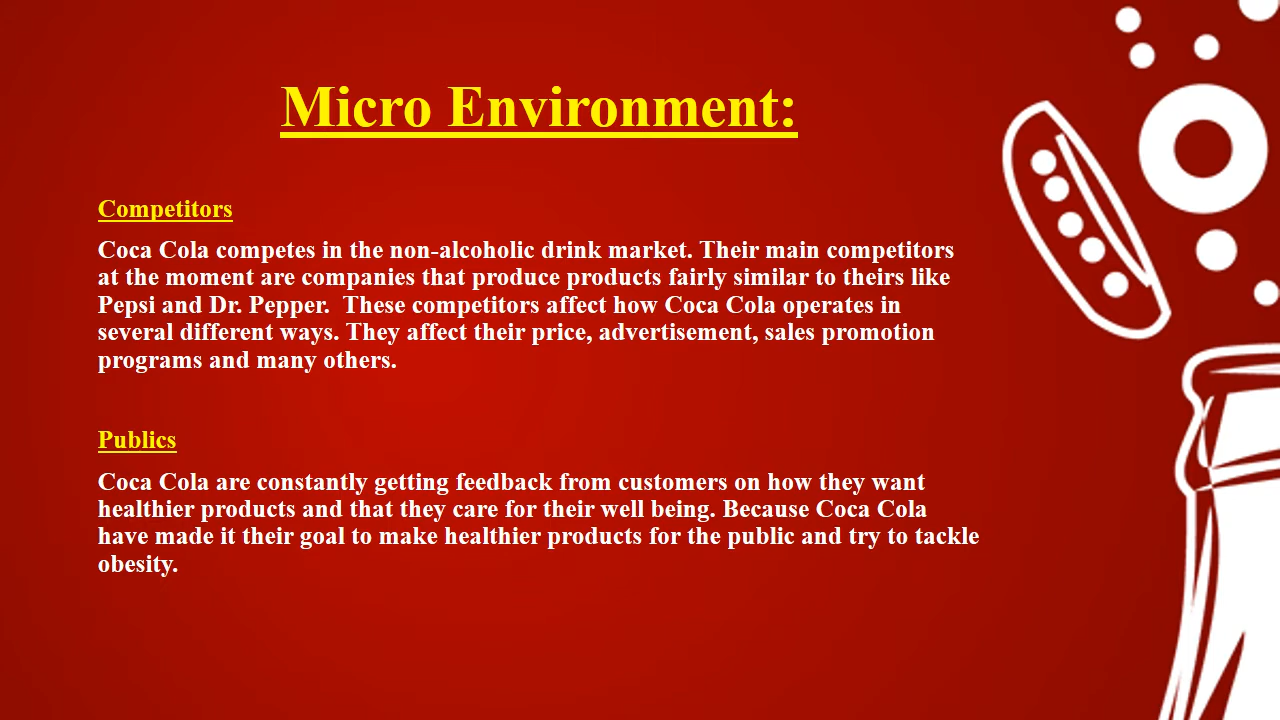 Micro Environment:
Competitors
Coca Cola competes in the non-alcoholic drink market. Their main competitors
at the moment are companies that produce products fairly similar to theirs like
Pepsi and Dr. Pepper.  These competitors affect how Coca Cola operates in
several different ways. They affect their price, advertisement, sales promotion
programs and many others.
Publics
Coca Cola are constantly getting feedback from customers on how they want
healthier products and that they care for their well being. Because Coca Cola
have made it their goal to make healthier products for the public and try to tackle
obesity.